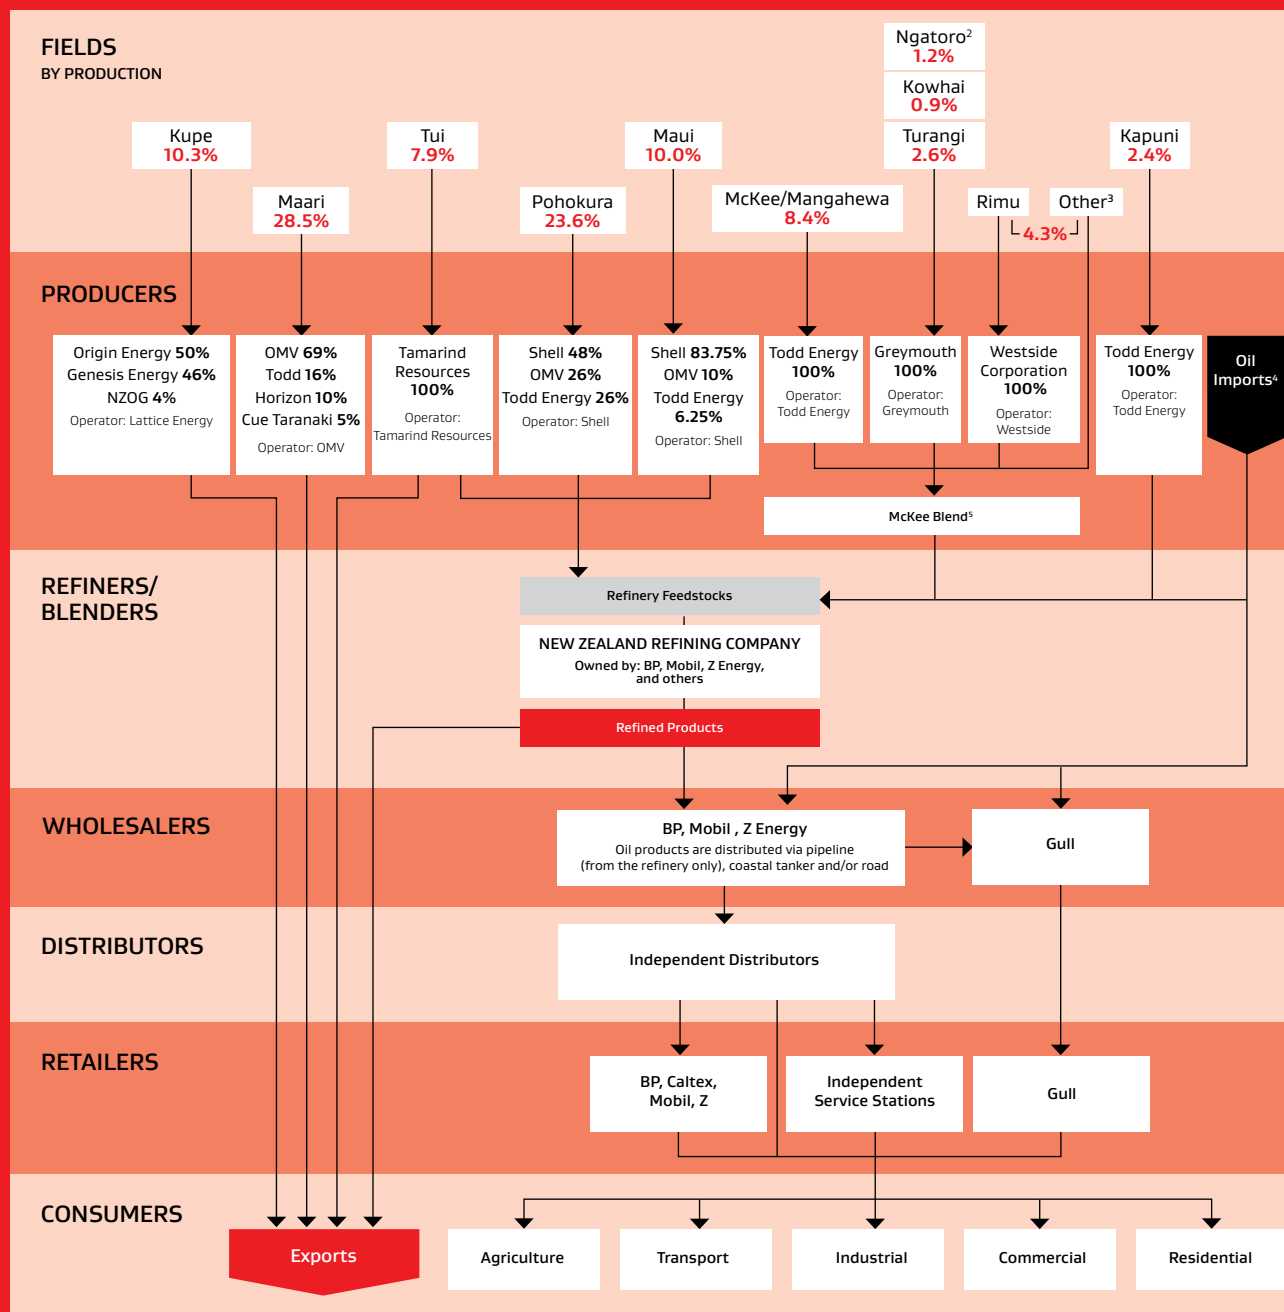 FIELDS
BY PRODUCTION
Ngatoro²
1.2%
Kowhai
0.9%
Turangi
2.6%
Kupe
10.3%
Tui
7.9%
Maui
10.0%
Kapuni
2.4%
Maari
28.5%
Pohokura
23.6%
McKee/Mangahewa
8.4%
Rimu
Other³
4.3%
PRODUCERS
Origin Energy 50%
Genesis Energy 46%
NZOG 4%
Operator: Lattice Energy
OMV 69%
Todd 16%
Horizon 10%
Cue Taranaki 5%
Operator: OMV
Tamarind
Resources
100%
Operator:
Tamarind Resources
Shell 48%
OMV 26%
Todd Energy 26%
Operator: Shell
Shell 83.75%
OMV 10%
Todd Energy
6.25%
Operator: Shell
Todd Energy
100%
Operator:
Todd Energy
Greymouth
100%
Operator:
Greymouth
Westside
Corporation
100%
Operator:
Westside
Todd Energy
100%
Operator:
Todd Energy
Oil
Imports⁴
McKee Blend⁵
REFINERS/
BLENDERS
Refinery Feedstocks
NEW ZEALAND REFINING COMPANY
Owned by: BP, Mobil, Z Energy,
and others
Refined Products
WHOLESALERS
BP, Mobil , Z Energy
Oil products are distributed via pipeline
(from the refinery only), coastal tanker and/or road
Gull
DISTRIBUTORS
Independent Distributors
RETAILERS
BP, Caltex,
Mobil, Z
Independent
Service Stations
Gull
CONSUMERS
Exports
Agriculture
Transport
Industrial
Commercial
Residential